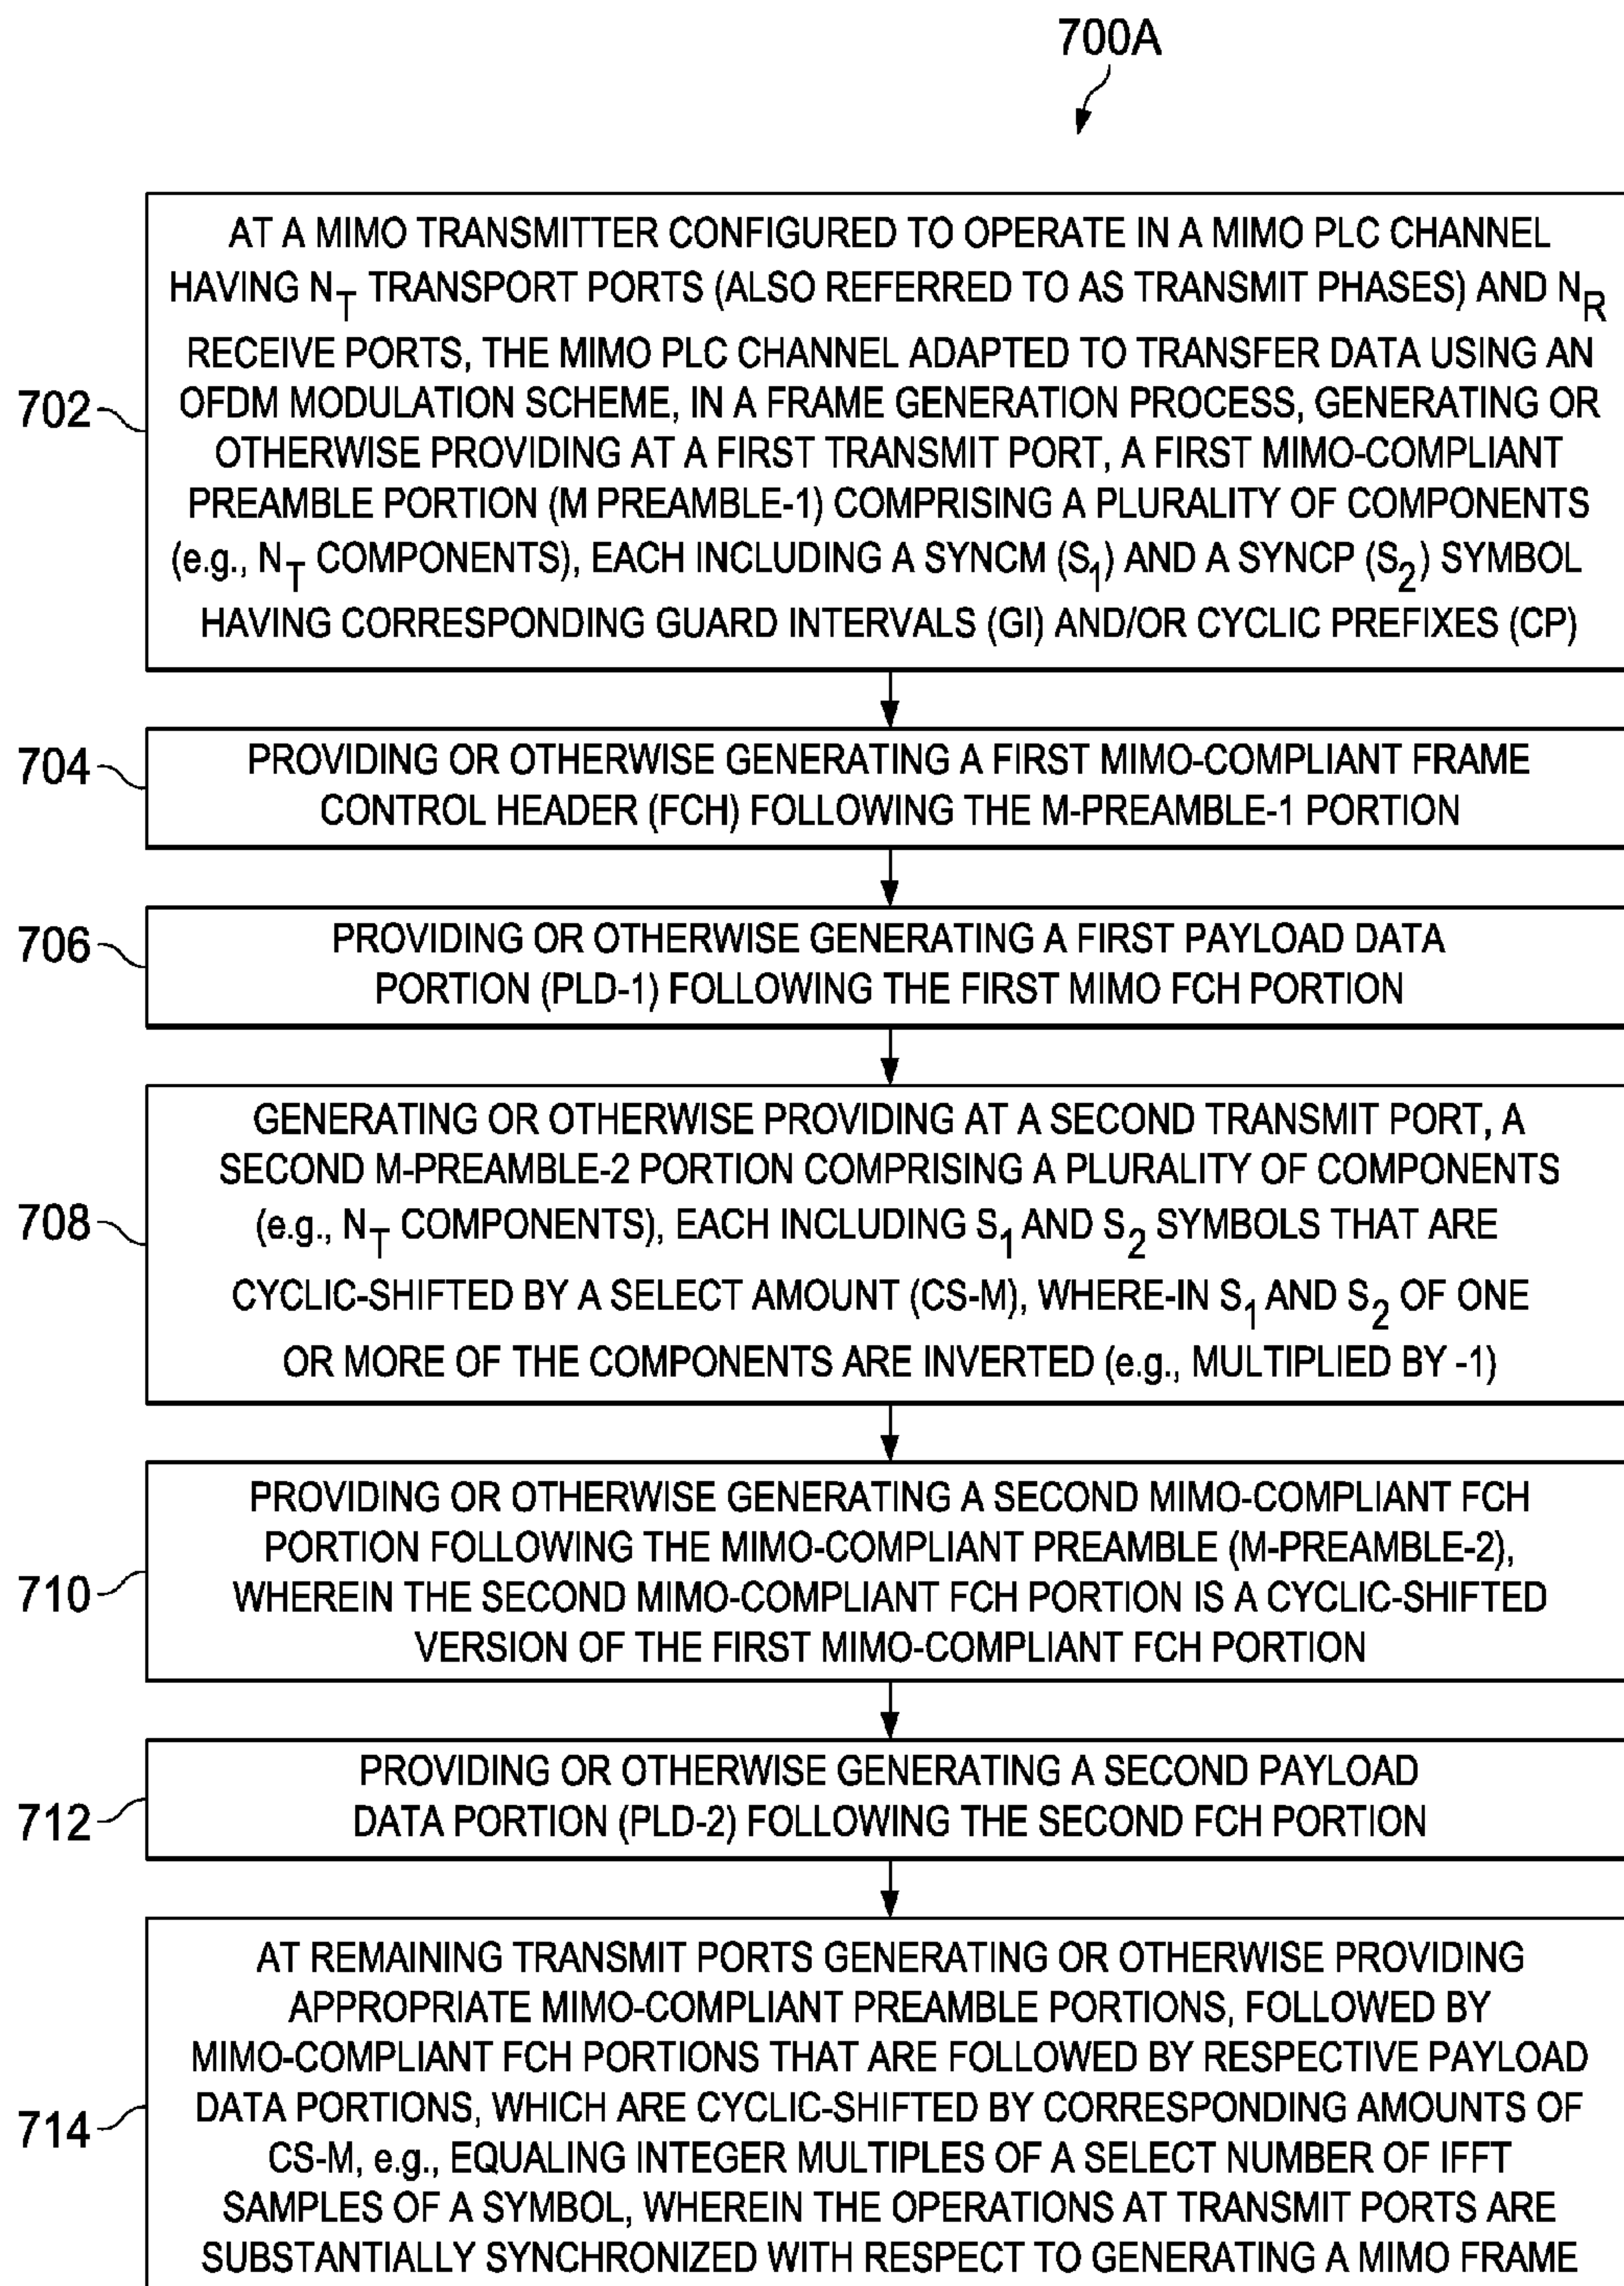 700A
702
AT A MIMO TRANSMITTER CONFIGURED TO OPERATE IN A MIMO PLC CHANNEL
HAVING N_T TRANSPORT PORTS (ALSO REFERRED TO AS TRANSMIT PHASES) AND N_R
RECEIVE PORTS, THE MIMO PLC CHANNEL ADAPTED TO TRANSFER DATA USING AN
OFDM MODULATION SCHEME, IN A FRAME GENERATION PROCESS, GENERATING OR
OTHERWISE PROVIDING AT A FIRST TRANSMIT PORT, A FIRST MIMO-COMPLIANT
PREAMBLE PORTION (M PREAMBLE-1) COMPRISING A PLURALITY OF COMPONENTS
(e.g., N_T COMPONENTS), EACH INCLUDING A SYNCM (S_1) AND A SYNCP (S_2) SYMBOL
HAVING CORRESPONDING GUARD INTERVALS (GI) AND/OR CYCLIC PREFIXES (CP)
704
PROVIDING OR OTHERWISE GENERATING A FIRST MIMO-COMPLIANT FRAME
CONTROL HEADER (FCH) FOLLOWING THE M-PREAMBLE-1 PORTION
706
PROVIDING OR OTHERWISE GENERATING A FIRST PAYLOAD DATA
PORTION (PLD-1) FOLLOWING THE FIRST MIMO FCH PORTION
708
GENERATING OR OTHERWISE PROVIDING AT A SECOND TRANSMIT PORT, A
SECOND M-PREAMBLE-2 PORTION COMPRISING A PLURALITY OF COMPONENTS
(e.g., N_T COMPONENTS), EACH INCLUDING S_1 AND S_2 SYMBOLS THAT ARE
CYCLIC-SHIFTED BY A SELECT AMOUNT (CS-M), WHERE-IN S_1 AND S_2 OF ONE
OR MORE OF THE COMPONENTS ARE INVERTED (e.g., MULTIPLIED BY -1)
710
PROVIDING OR OTHERWISE GENERATING A SECOND MIMO-COMPLIANT FCH
PORTION FOLLOWING THE MIMO-COMPLIANT PREAMBLE (M-PREAMBLE-2),
WHEREIN THE SECOND MIMO-COMPLIANT FCH PORTION IS A CYCLIC-SHIFTED
VERSION OF THE FIRST MIMO-COMPLIANT FCH PORTION
712
PROVIDING OR OTHERWISE GENERATING A SECOND PAYLOAD
DATA PORTION (PLD-2) FOLLOWING THE SECOND FCH PORTION
714
AT REMAINING TRANSMIT PORTS GENERATING OR OTHERWISE PROVIDING
APPROPRIATE MIMO-COMPLIANT PREAMBLE PORTIONS, FOLLOWED BY
MIMO-COMPLIANT FCH PORTIONS THAT ARE FOLLOWED BY RESPECTIVE PAYLOAD
DATA PORTIONS, WHICH ARE CYCLIC-SHIFTED BY CORRESPONDING AMOUNTS OF
CS-M, e.g., EQUALING INTEGER MULTIPLES OF A SELECT NUMBER OF IFFT
SAMPLES OF A SYMBOL, WHEREIN THE OPERATIONS AT TRANSMIT PORTS ARE
SUBSTANTIALLY SYNCHRONIZED WITH RESPECT TO GENERATING A MIMO FRAME